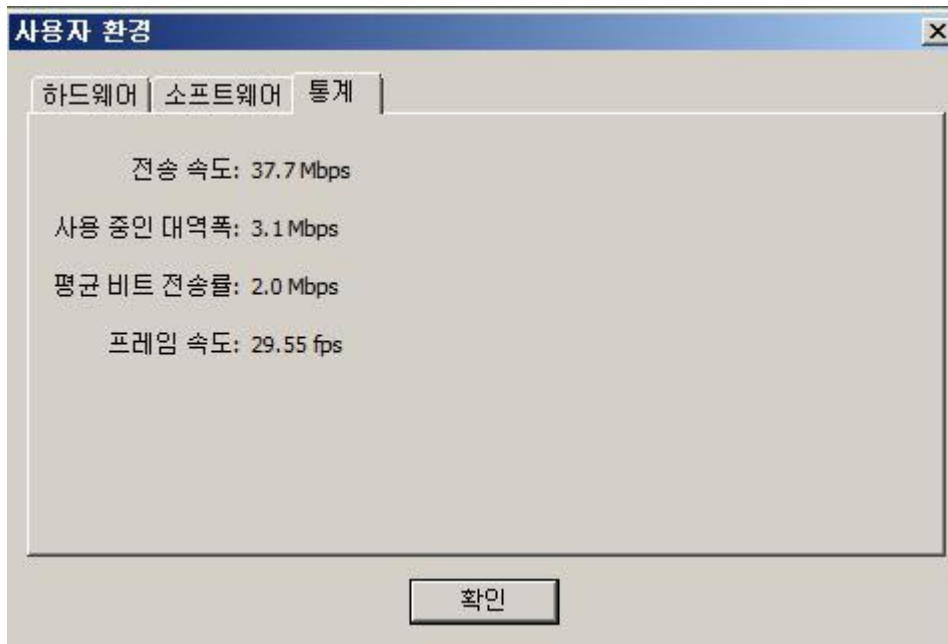 사용자 환경
하드웨어 소프트웨어 통계
전송 속도: 37.7 Mbps
사용 중인 대역폭: 3.1 Mbps
평균 비트 전송률: 2.0 Mbps
프레임 속도: 29.55 fps
확인